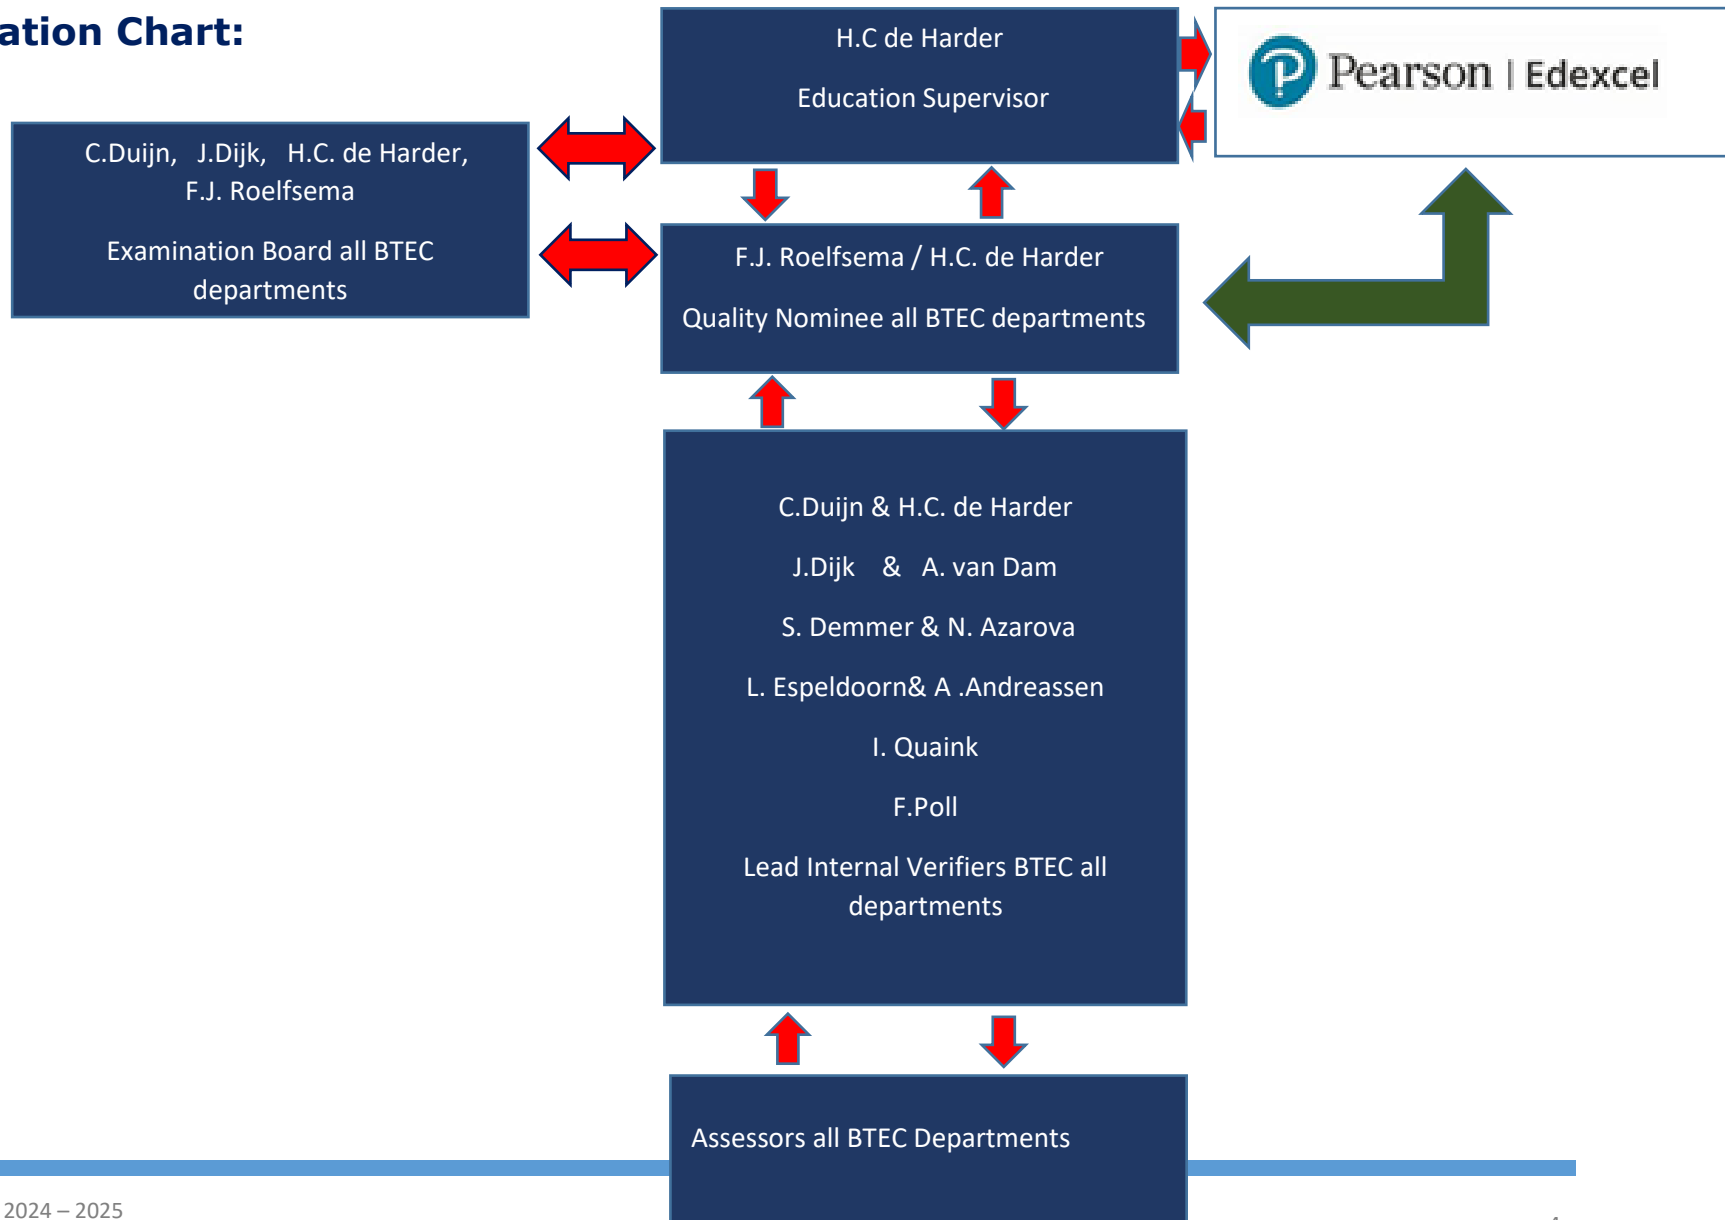 ation Chart:
H.C de Harder
Education Supervisor
Pearson | Edexcel
C.Duijn, J.Dijk, H.C. de Harder,
F.J. Roelfsema
Examination Board all BTEC
departments
F.J. Roelfsema / H.C. de Harder
Quality Nominee all BTEC departments
C.Duijn & H.C. de Harder
J.Dijk & A. van Dam
S. Demmer & N. Azarova
L. Espeldoorn& A .Andreassen
I. Quaink
F.Poll
Lead Internal Verifiers BTEC all
departments
Assessors all BTEC Departments
2024 – 2025